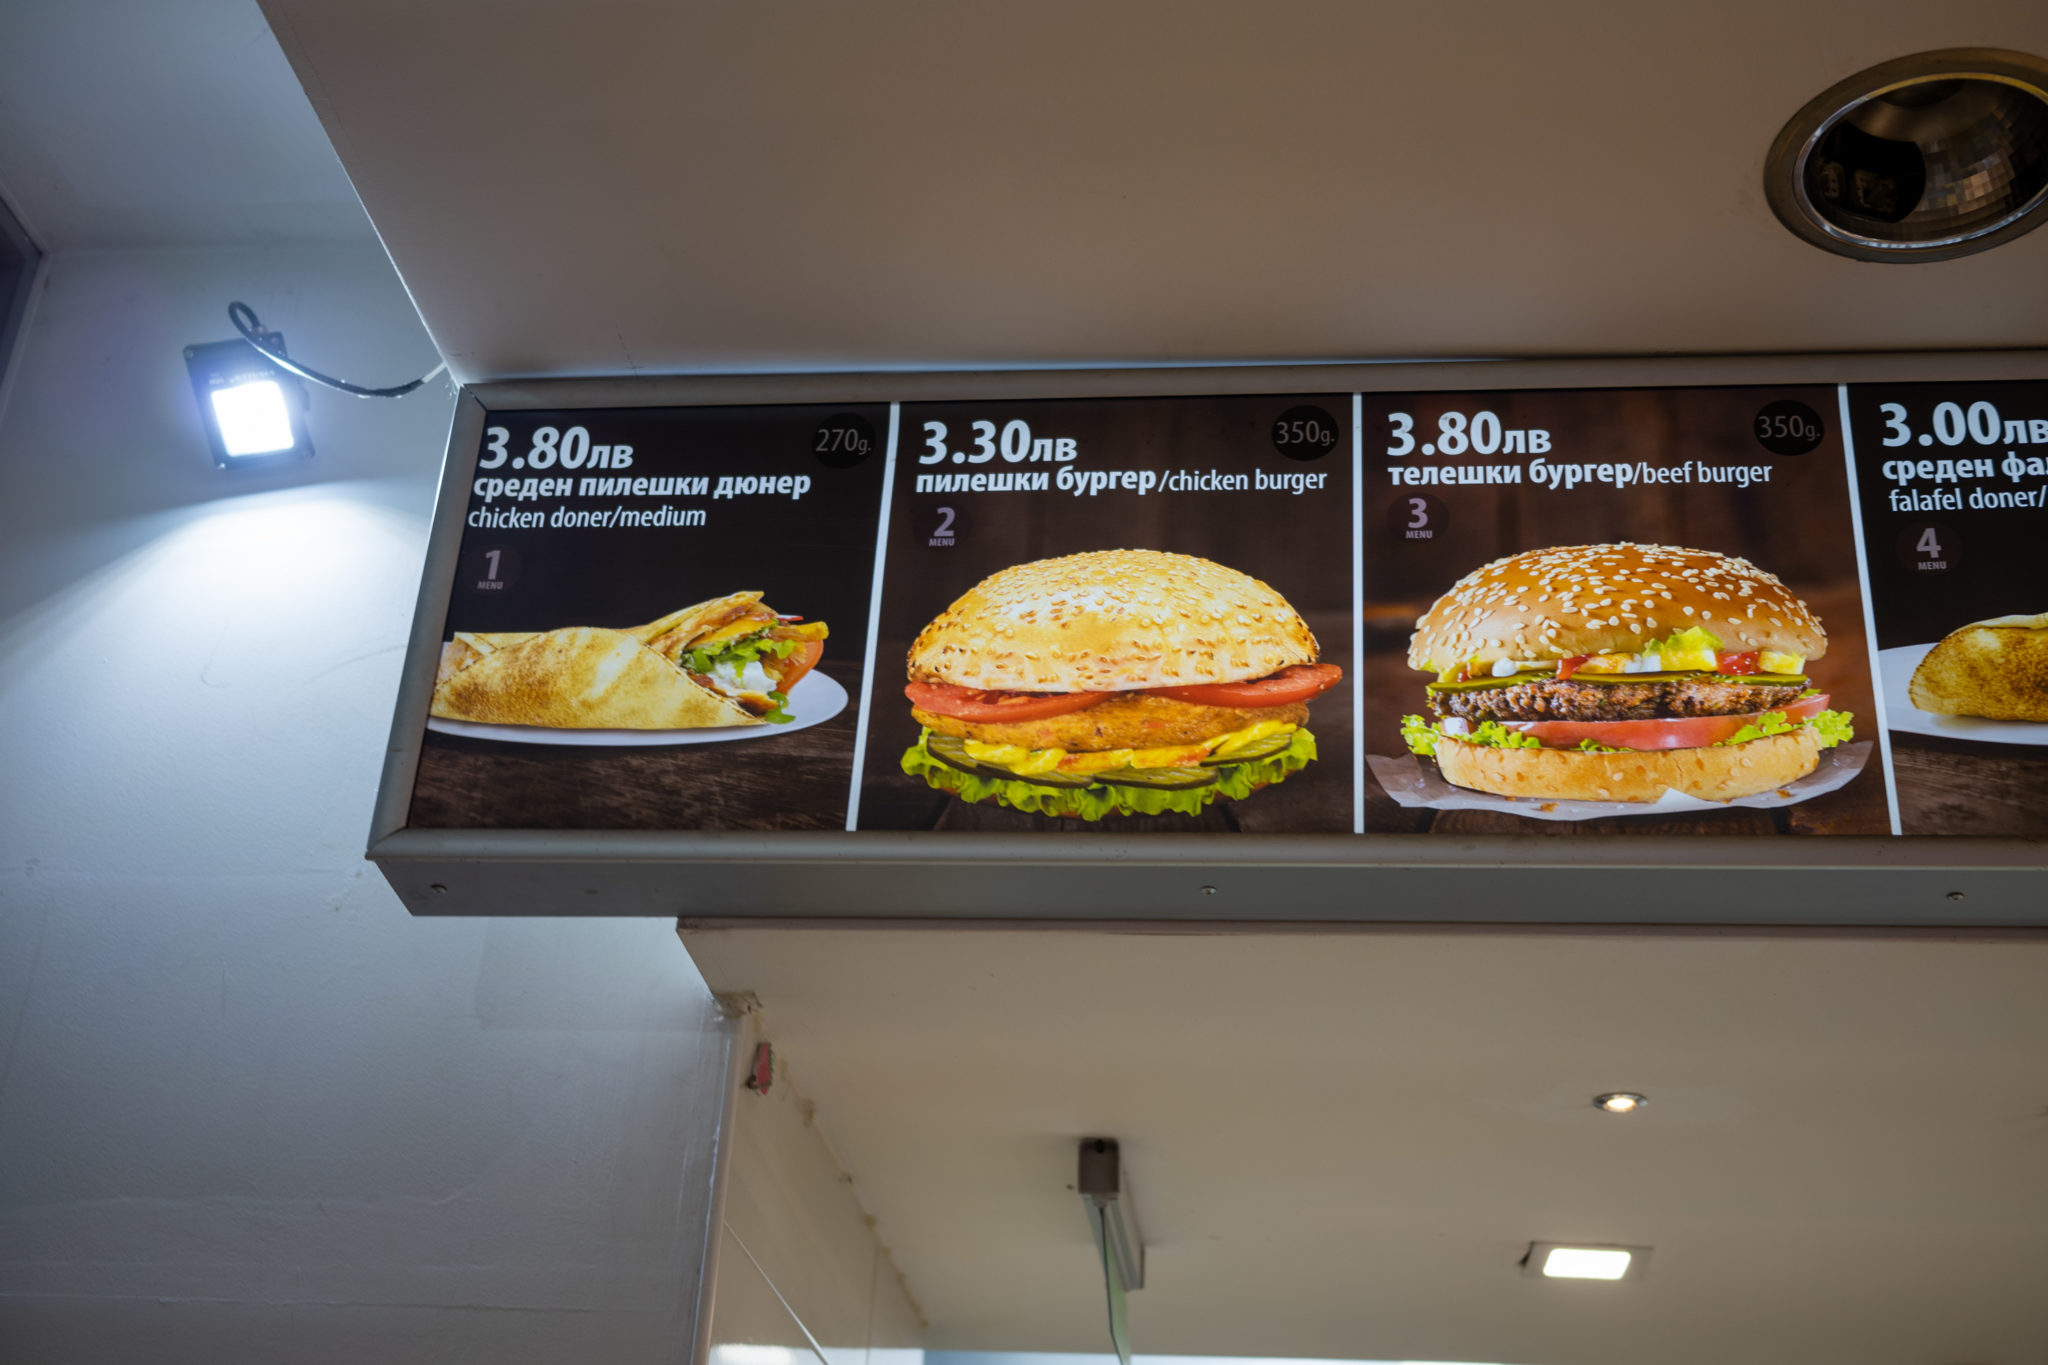 3.80лв
270g.
среден пилешки дюнер
chicken doner/medium
1
MENU
3.30лв
350g.
пилешки бургер/chicken burger
2
MENU
3.80лв
350g.
телешки бургер/beef burger
3
MENU
3.00лв
среден
falafel doner/
4
MENU